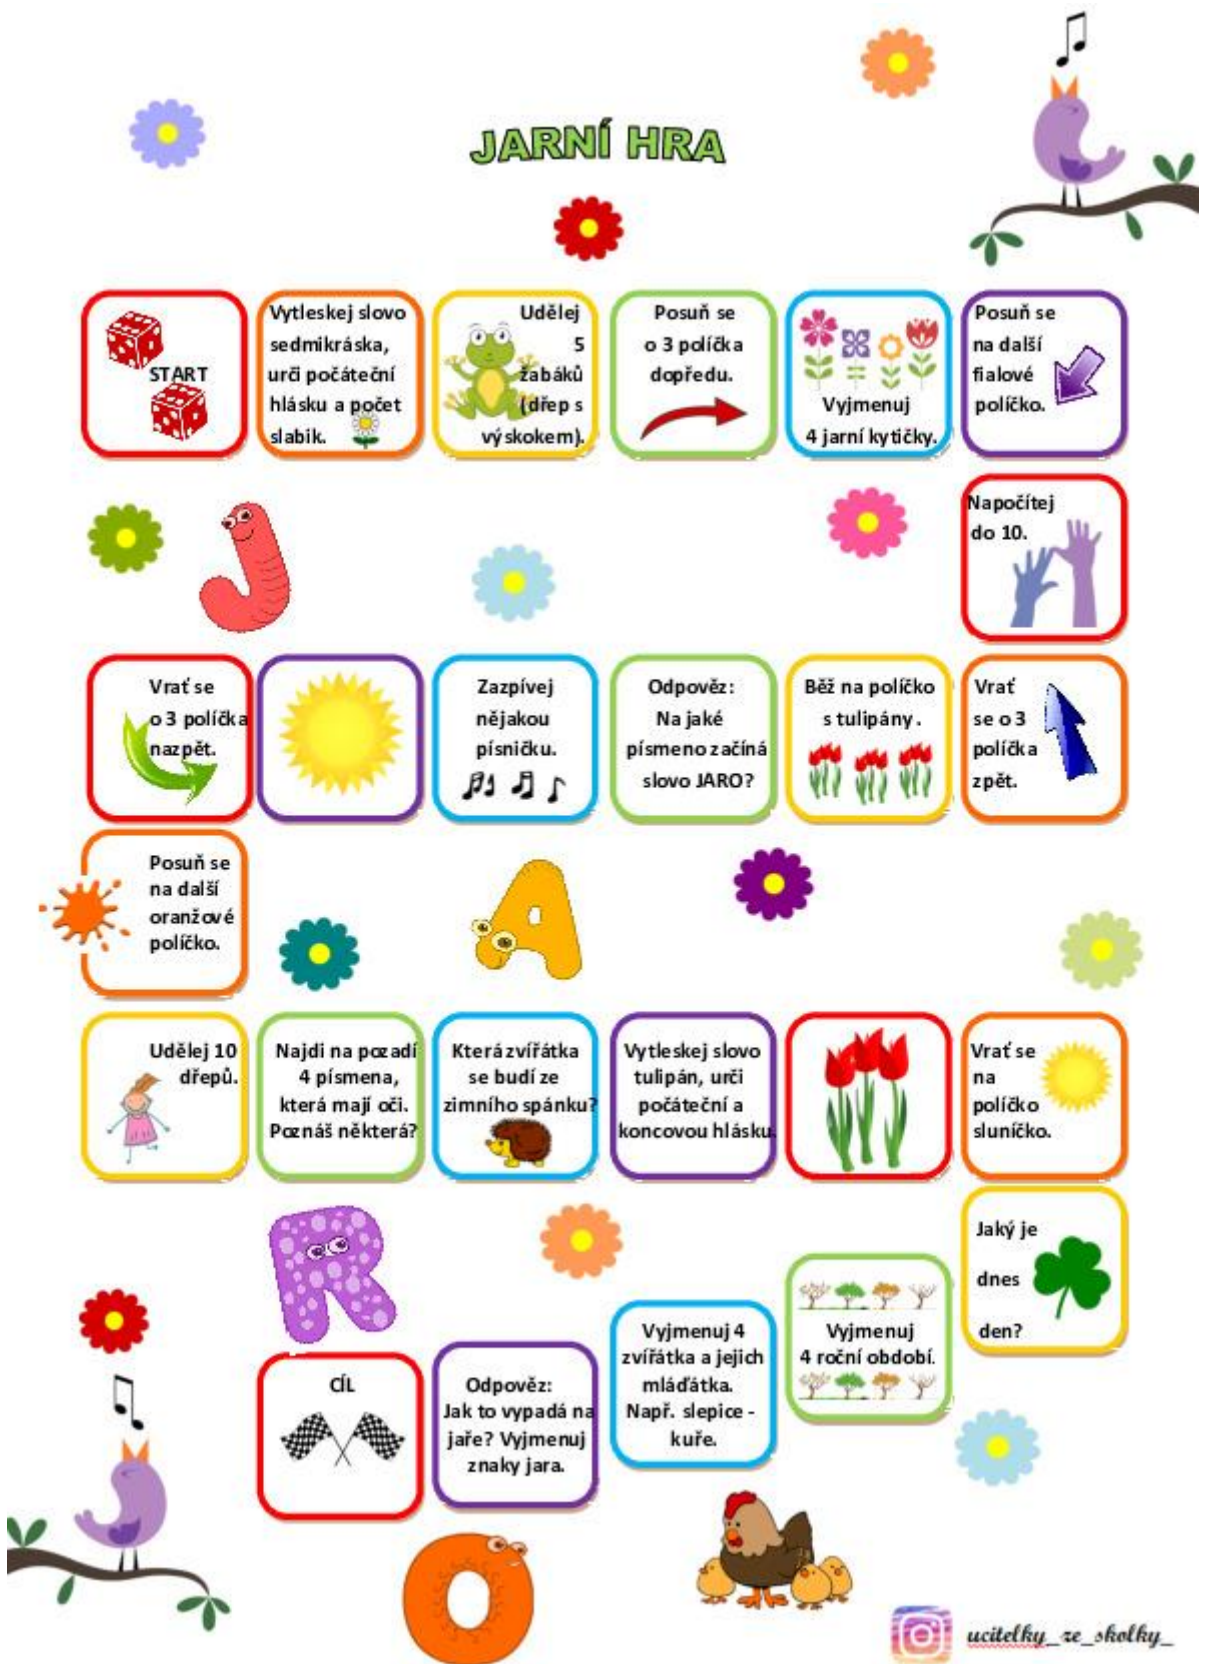 JARNÍ HRA
START
Vytleskej slovo
sedmikráska,
urči počáteční
hlásku a počet
slabik.
Udělej
5
žabáků
(dřep s
výskokem).
Posuň se
o 3 políčka
dopředu.
Vyjmenuj
4 jarní kytičky.
Posuň se
na další
fialové
políčko.
Napočítej
do 10.
Vrať
se o 3
políčka
zpět.
Běž na políčko
s tulipány.
Odpověz:
Na jaké
písmeno začíná
slovo JARO?
Zazpívej
nějakou
písničku.
Vrať se
o 3 políčka
nazpět.
Posuň se
na další
oranžové
políčko.
Udělej 10
dřepů.
Najdi na pozadí
4 písmena,
která mají oči.
Poznáš některá?
Která zvířátka
se budí ze
zimního spánku?
Vytleskej slovo
tulipán, urči
počáteční a
koncovou hlásku.
Vrať se
na
políčko
sluníčko.
Jaký je
dnes
den?
Vyjmenuj
4 roční období.
Vyjmenuj 4
zvířátka a jejich
mláďátka.
Např. slepice -
kuře.
Odpověz:
Jak to vypadá na
jaře? Vyjmenuj
znaky jara.
CÍL
J
A
R
O
ucitelky_ze_skolky_